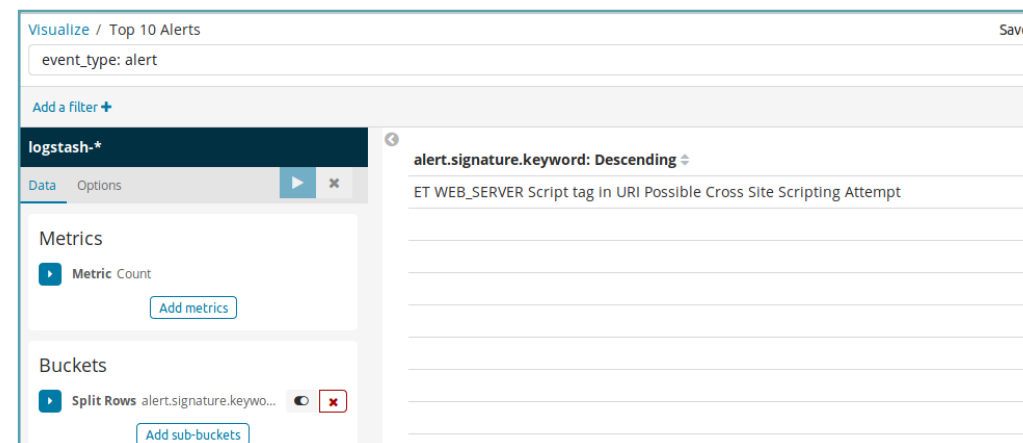 Visualize / Top 10 Alerts
Save
event_type: alert
Add a filter +
logstash-*
Data Options
Metrics
Metric Count
Add metrics
Buckets
Split Rows alert.signature.keywo...
Add sub-buckets
alert.signature.keyword: Descending
ET WEB_SERVER Script tag in URI Possible Cross Site Scripting Attempt